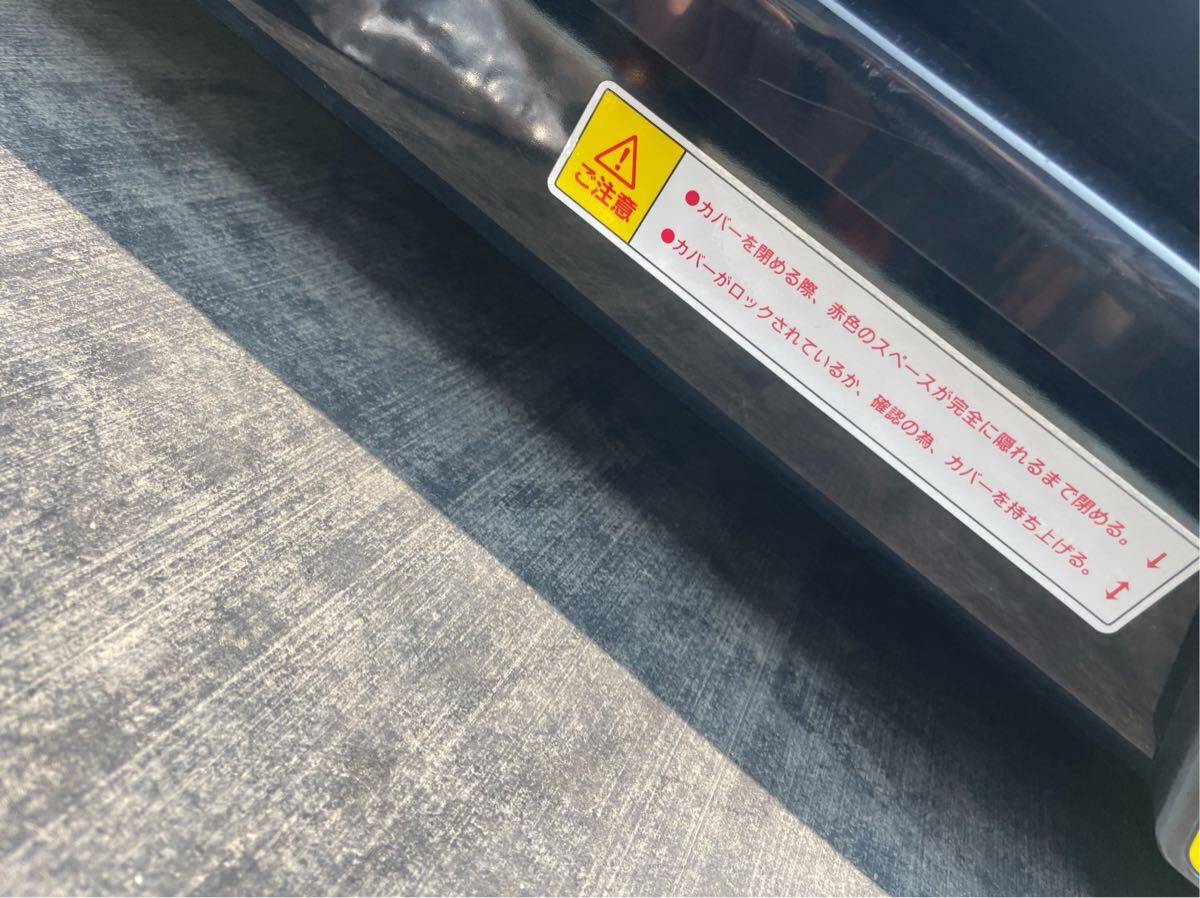 ご注意
●カバーを閉める際、赤色のスペースが完全に隠れるまで閉める。↓
●カバーがロックされているか、確認の為、カバーを持ち上げる。↕